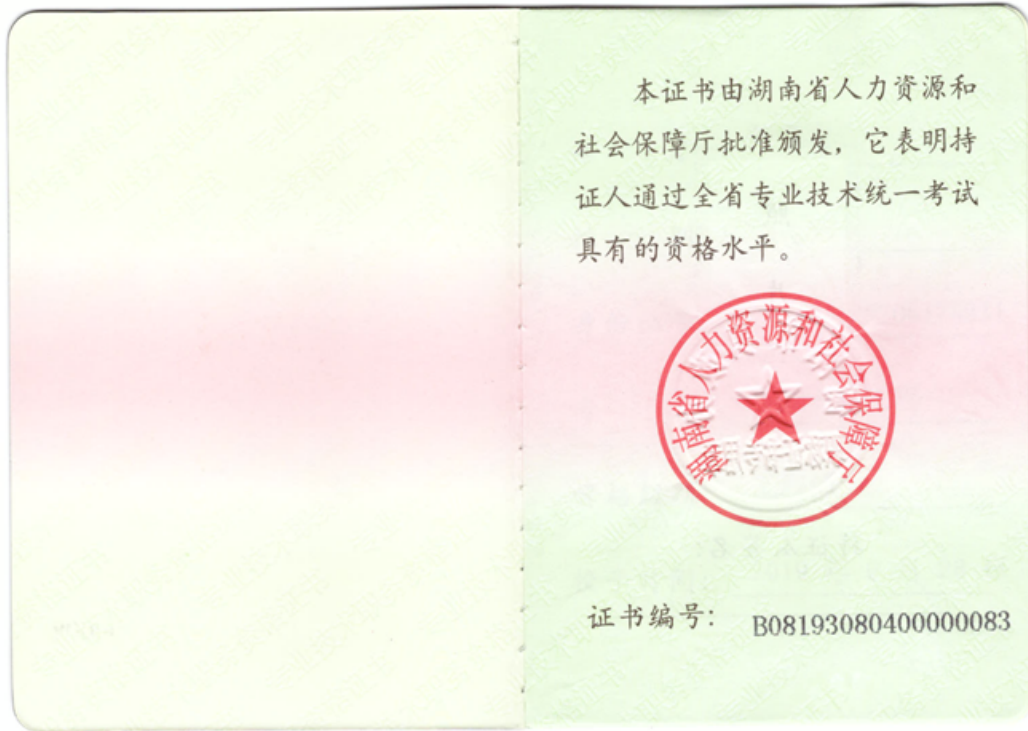 本证书由湖南省人力资源和
社会保障厅批准颁发，它表明持
证人通过全省专业技术统一考试
具有的资格水平。
湖南省人力资源和社会保障厅
证书编号： B08193080400000083